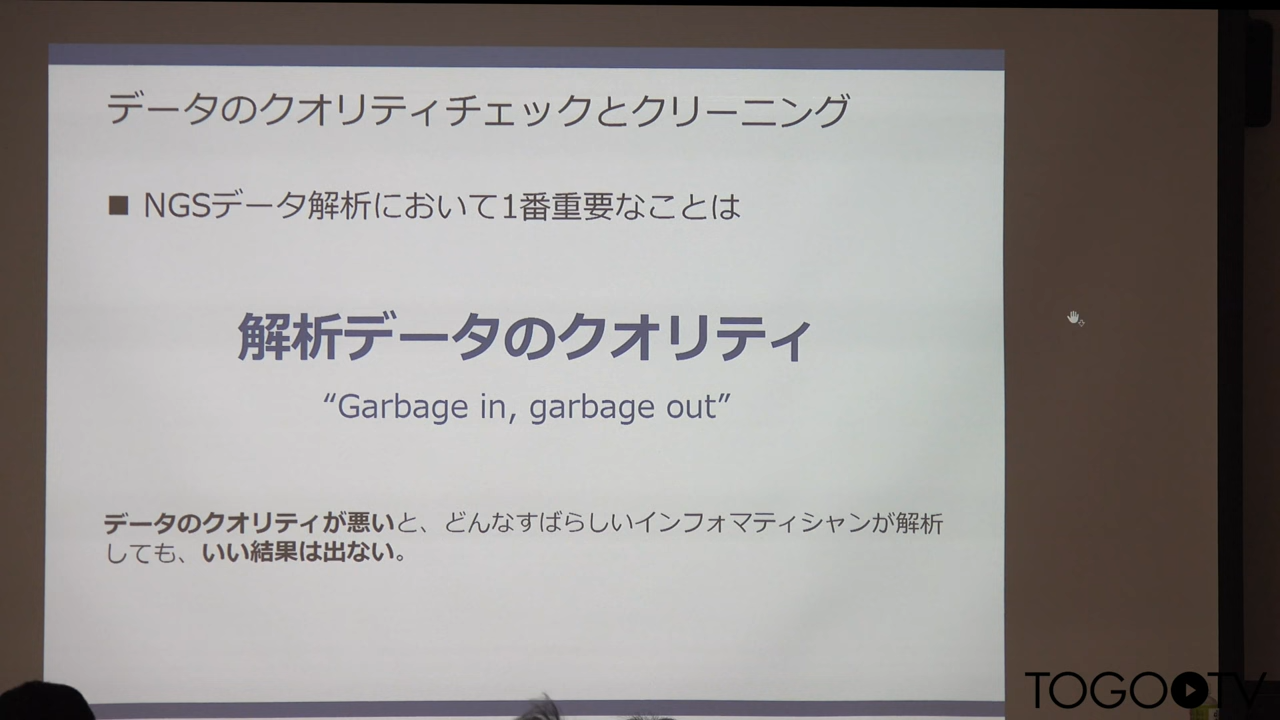 データのクオリティチェックとクリーニング
■ NGSデータ解析において1番重要なことは
解析データのクオリティ
“Garbage in, garbage out”
データのクオリティが悪いと、どんなすばらしいインフォマティシャンが解析
しても、いい結果は出ない。
TOGOTV